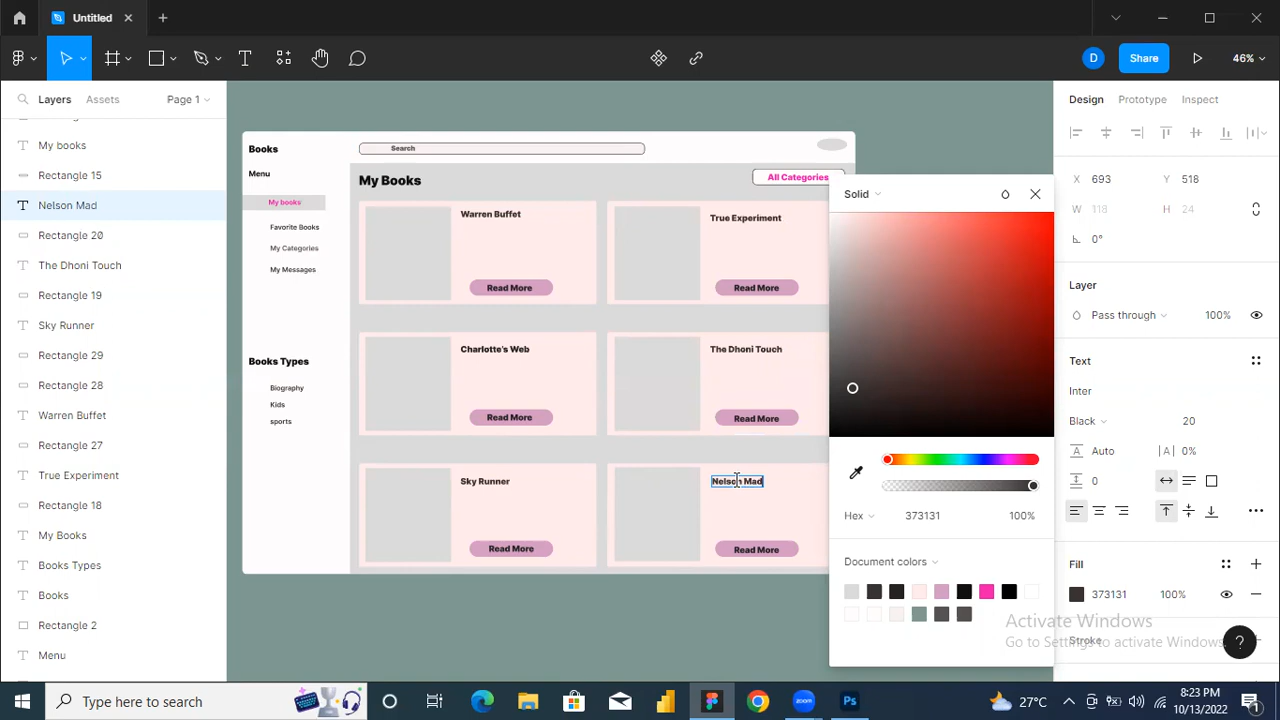 Untitled
D
Share
46%
Layers
Assets
Page 1
My books
Rectangle 15
Nelson Mad
Rectangle 20
The Dhoni Touch
Rectangle 19
Sky Runner
Rectangle 29
Rectangle 28
Warren Buffet
Rectangle 27
True Experiment
Rectangle 18
My Books
Books Types
Books
Rectangle 2
Menu
Books
Search
Menu
My Books
All Categories
My books
Favorite Books
My Categories
My Messages
Books Types
Biography
Kids
sports
Warren Buffet
Read More
True Experiment
Read More
Charlotte's Web
Read More
The Dhoni Touch
Read More
Sky Runner
Read More
Nelson Mad
Read More
Solid
Hex
373131
100%
Document colors
Design
Prototype
Inspect
X
693
Y
518
W
118
H
24
0°
Layer
Pass through
100%
Text
Inter
Black
20
Auto
0%
0
Fill
373131
100%
Stroke
Activate Windows
Go to Settings to activate Windows.
?
Type here to search
zoom
Ps
27°C
8:23 PM
10/13/2022
1